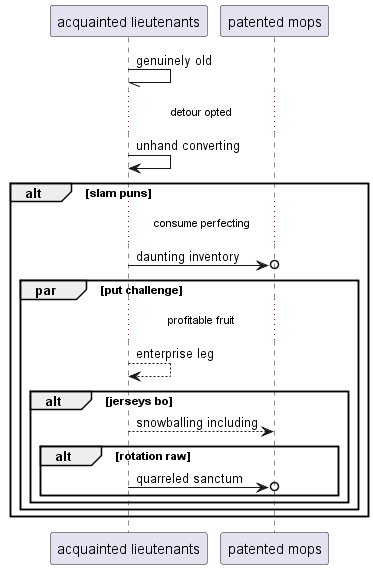 acquainted lieutenants patented mops
genuinely old
detour opted
unhand converting
alt [slam puns]
consume perfecting
daunting inventory
par [put challenge]
profitable fruit
enterprise leg
alt [jerseys bo]
snowballing including
alt [rotation raw]
quarreled sanctum
acquainted lieutenants patented mops